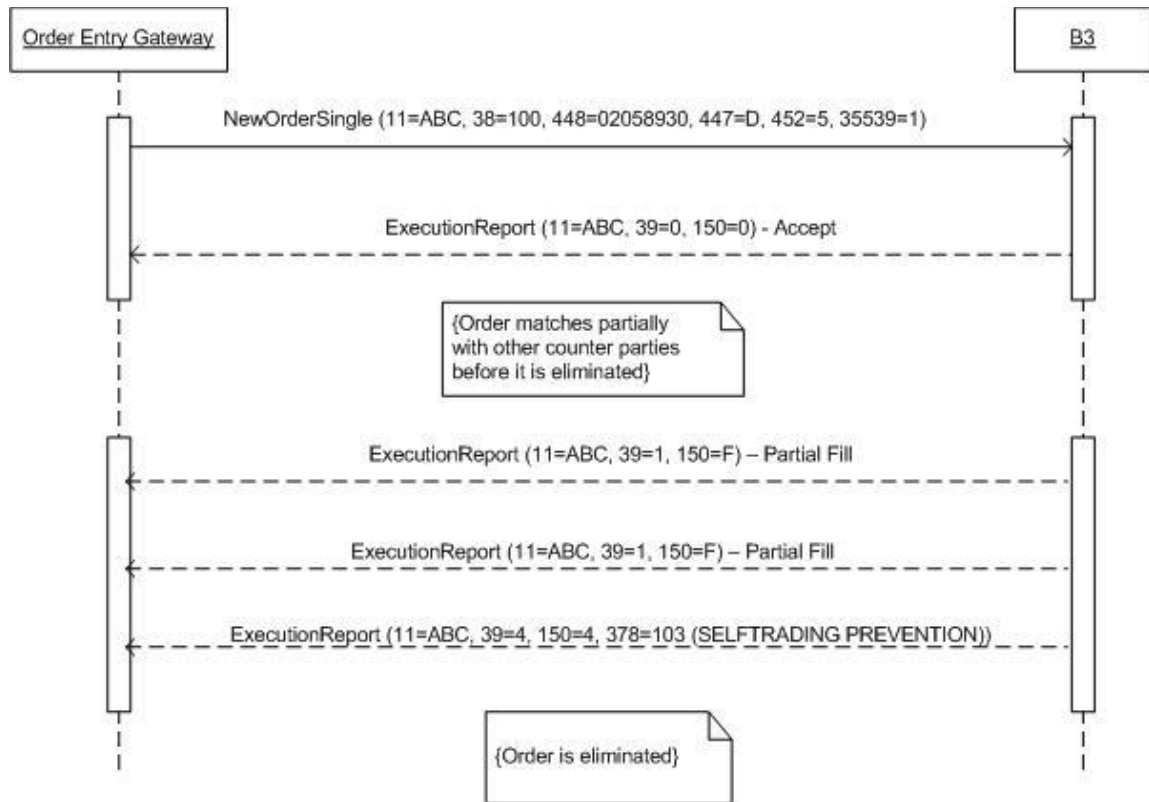 Order Entry Gateway
B3
NewOrderSingle (11=ABC, 38=100, 448=02058930, 447=D, 452=5, 35539=1)
ExecutionReport (11=ABC, 39=0, 150=0) - Accept
{Order matches partially
with other counter parties
before it is eliminated}
ExecutionReport (11=ABC, 39=1, 150=F) – Partial Fill
ExecutionReport (11=ABC, 39=1, 150=F) – Partial Fill
ExecutionReport (11=ABC, 39=4, 150=4, 378=103 (SELFTRADING PREVENTION))
{Order is eliminated}